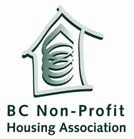 BC Non-Profit
Housing Association